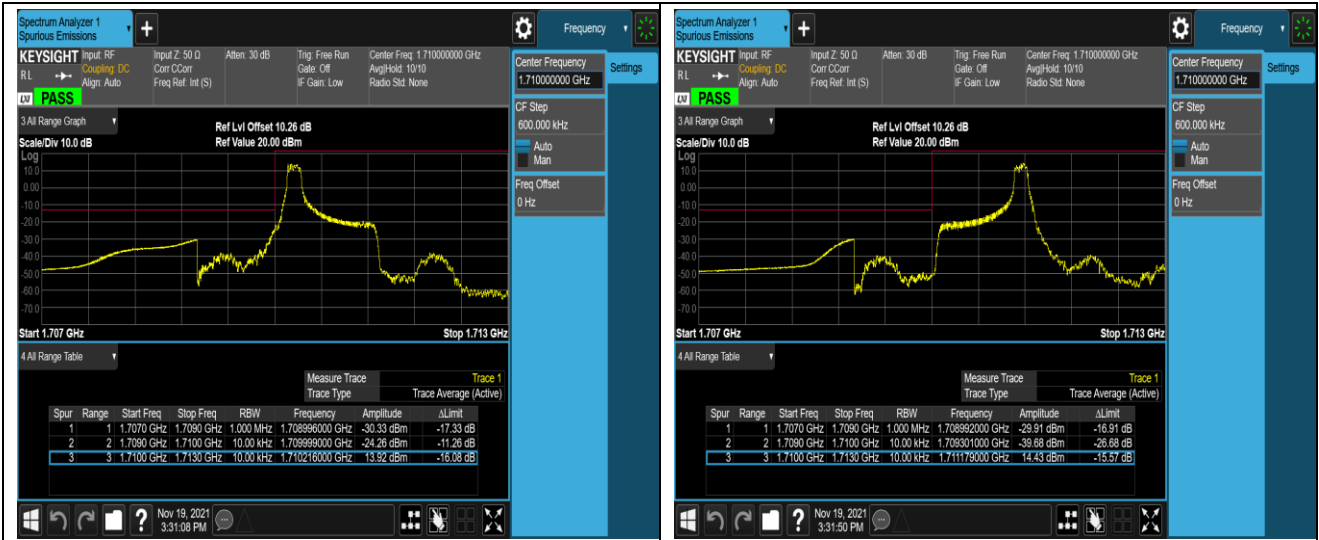 Spectrum Analyzer 1
Spurious Emissions
+
Frequency
KEYSIGHT Input: RF Input Z: 50 Ω Atten: 30 dB Trig: Free Run Center Freq: 1.710000000 GHz
RL Coupling: DC Corr CCorr Gate: Off Avg|Hold: 10/10
Align: Auto Freq Ref: Int (S) IF Gain: Low Radio Std: None
LXI PASS
3 All Range Graph
Ref Lvl Offset 10.26 dB
Scale/Div 10.0 dB Ref Value 20.00 dBm
Log
10.0
0.00
-10.0
-20.0
-30.0
-40.0
-50.0
-60.0
-70.0
Start 1.707 GHz Stop 1.713 GHz
4 All Range Table
Measure Trace Trace 1
Trace Type Trace Average (Active)
Spur Range Start Freq Stop Freq RBW Frequency Amplitude ΔLimit
1 1 1.7070 GHz 1.7090 GHz 1.000 MHz 1.708996000 GHz -30.33 dBm -17.33 dB
2 2 1.7090 GHz 1.7100 GHz 10.00 kHz 1.709999000 GHz -24.26 dBm -11.26 dB
3 3 1.7100 GHz 1.7130 GHz 10.00 kHz 1.710216000 GHz 13.92 dBm -16.08 dB
? Nov 19, 2021
3:31:08 PM
Center Frequency
1.710000000 GHz
Settings
CF Step
600.000 kHz
Auto
Man
Freq Offset
0 Hz
Spectrum Analyzer 1
Spurious Emissions
+
Frequency
KEYSIGHT Input: RF Input Z: 50 Ω Atten: 30 dB Trig: Free Run Center Freq: 1.710000000 GHz
RL Coupling: DC Corr CCorr Gate: Off Avg|Hold: 10/10
Align: Auto Freq Ref: Int (S) IF Gain: Low Radio Std: None
LXI PASS
3 All Range Graph
Ref Lvl Offset 10.26 dB
Scale/Div 10.0 dB Ref Value 20.00 dBm
Log
10.0
0.00
-10.0
-20.0
-30.0
-40.0
-50.0
-60.0
-70.0
Start 1.707 GHz Stop 1.713 GHz
4 All Range Table
Measure Trace Trace 1
Trace Type Trace Average (Active)
Spur Range Start Freq Stop Freq RBW Frequency Amplitude ΔLimit
1 1 1.7070 GHz 1.7090 GHz 1.000 MHz 1.708992000 GHz -29.91 dBm -16.91 dB
2 2 1.7090 GHz 1.7100 GHz 10.00 kHz 1.709301000 GHz -39.68 dBm -26.68 dB
3 3 1.7100 GHz 1.7130 GHz 10.00 kHz 1.711179000 GHz 14.43 dBm -15.57 dB
? Nov 19, 2021
3:31:50 PM
Center Frequency
1.710000000 GHz
Settings
CF Step
600.000 kHz
Auto
Man
Freq Offset
0 Hz